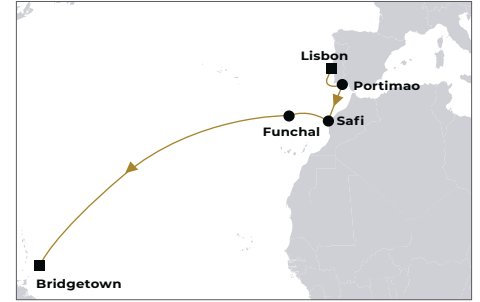 Lisbon
Portimao
Safi
Funchal
Bridgetown